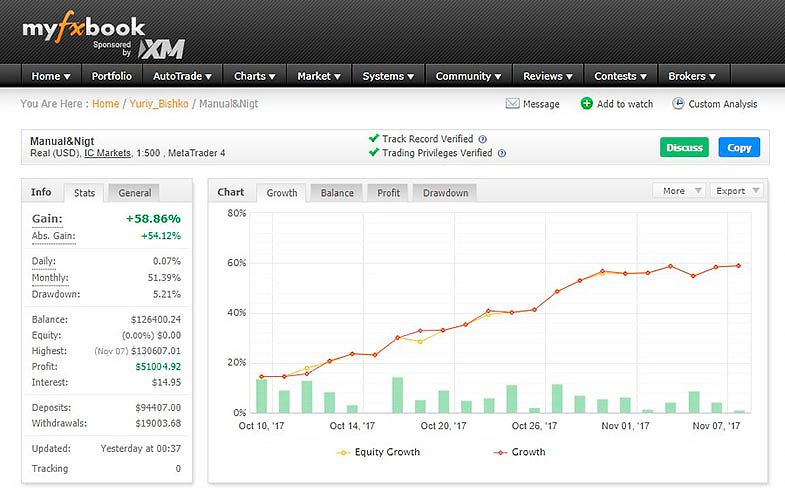 myfxbook
Sponsored
by XM
Home ▾ Portfolio AutoTrade ▾ Charts ▾ Market ▾ Systems ▾ Community ▾ Reviews ▾ Contests ▾ Brokers ▾
You Are Here : Home / Yuriy_Bishko / Manual&Nigt Message Add to watch Custom Analysis
Manual&Nigt
Real (USD), IC Markets, 1:500 , MetaTrader 4
Track Record Verified ?
Trading Privileges Verified ?
Discuss Copy
Info Stats General
Gain: +58.86%
Abs. Gain: +54.12%
Daily: 0.07%
Monthly: 51.39%
Drawdown: 5.21%
Balance: $126400.24
Equity: (0.00%) $0.00
Highest: (Nov 07) $130607.01
Profit: $51004.92
Interest: $14.95
Deposits: $94407.00
Withdrawals: $19003.68
Updated: Yesterday at 00:37
Tracking 0
Chart Growth Balance Profit Drawdown More ▾ Export ▾
80%
60%
40%
20%
0%
Oct 10, '17 Oct 14, '17 Oct 20, '17 Oct 26, '17 Nov 01, '17 Nov 07, '17
Equity Growth Growth